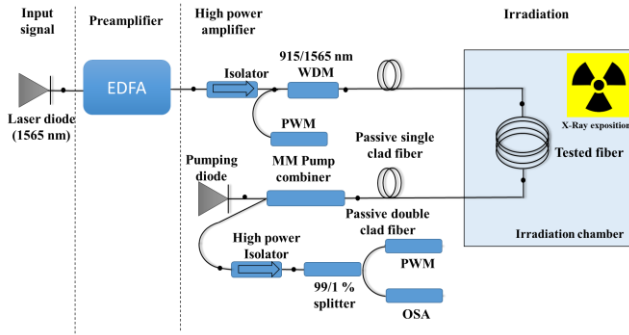 Input
signal
Preamplifier
High power
amplifier
Irradiation
EDFA
Isolator
915/1565 nm
WDM
Laser diode
(1565 nm)
PWM
Passive single
clad fiber
X-Ray exposition
Tested fiber
Pumping
diode
MM Pump
combiner
Passive double
clad fiber
Irradiation chamber
High power
Isolator
99/1 %
splitter
PWM
OSA